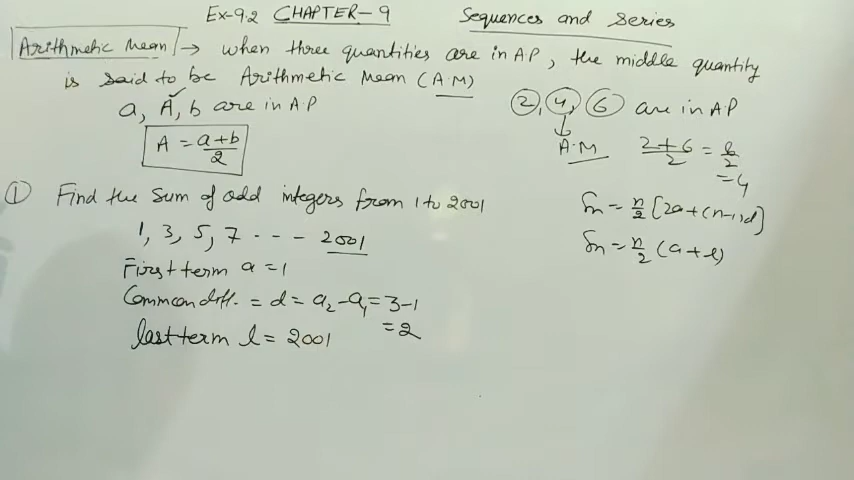 Ex-9.2 CHAPTER-9 Sequences and Series
Arithmetic Mean → when three quantities are in A.P, the middle quantity
is said to be Arithmetic Mean (A.M)
a, A, b are in A.P
A = a+b/2
2, 4, 6 are in A.P
A.M 2+6/2 = 8/2
= 4
① Find the sum of odd integers from 1 to 2001
1, 3, 5, 7 - - - 2001
First term a = 1
Common diff. = d = a₂-a₁ = 3-1
= 2
last term l = 2001
Sn = n/2 [2a+(n-1)d]
Sn = n/2 (a+l)